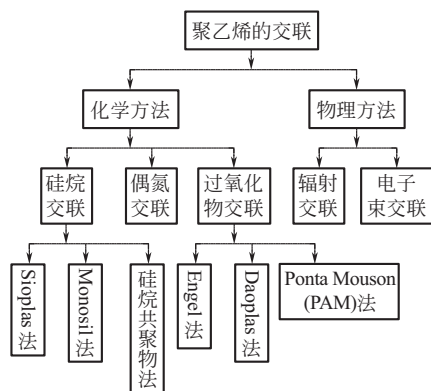 聚乙烯的交联
化学方法
物理方法
硅烷
交联
偶氮
交联
过氧化
物交联
辐射
交联
电子
束交联
Sioplas法
Monosil法
硅烷共聚物法
Engel法
Daoplas法
Ponta Mouson
(PAM)法